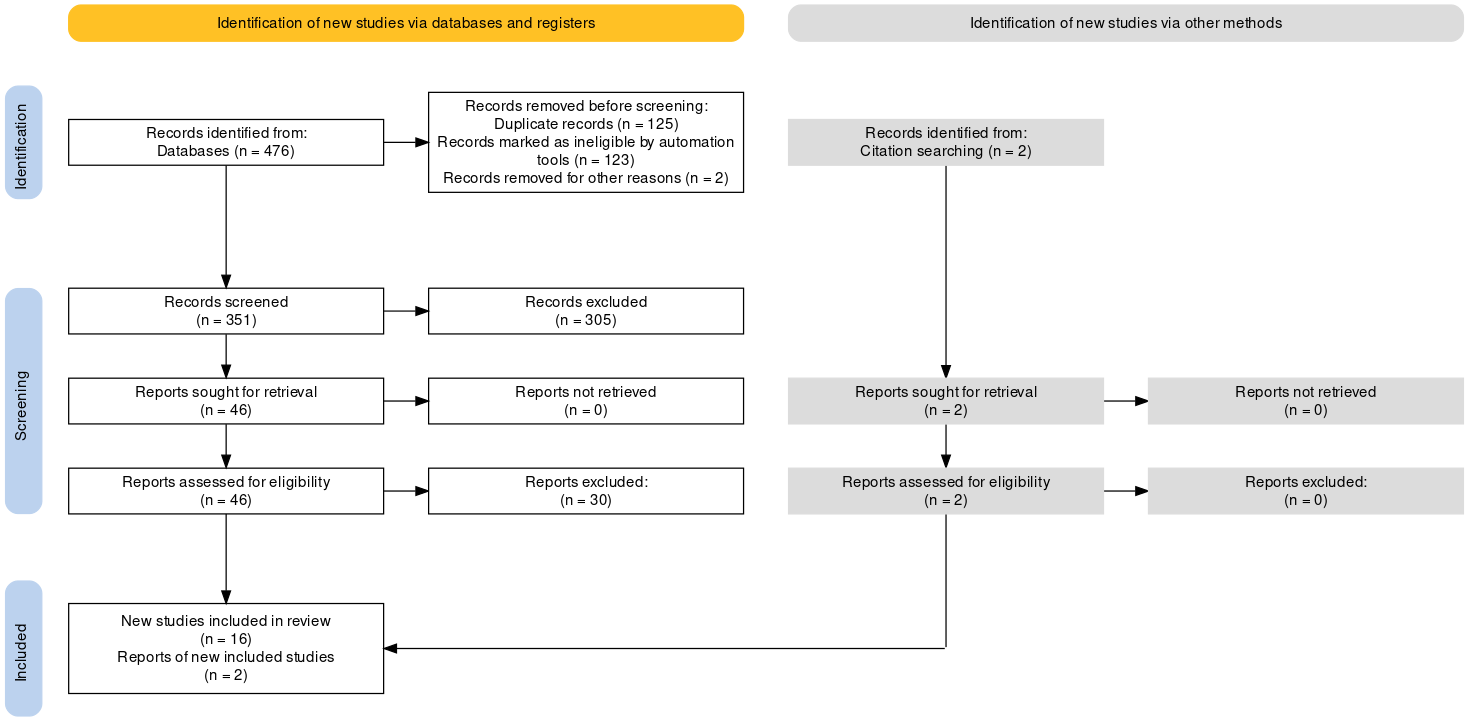 Identification of new studies via databases and registers
Identification of new studies via other methods
Identification
Records identified from:
Databases (n = 476)
Records removed before screening:
Duplicate records (n = 125)
Records marked as ineligible by automation
tools (n = 123)
Records removed for other reasons (n = 2)
Records identified from:
Citation searching (n = 2)
Screening
Records screened
(n = 351)
Records excluded
(n = 305)
Reports sought for retrieval
(n = 46)
Reports not retrieved
(n = 0)
Reports sought for retrieval
(n = 2)
Reports not retrieved
(n = 0)
Reports assessed for eligibility
(n = 46)
Reports excluded:
(n = 30)
Reports assessed for eligibility
(n = 2)
Reports excluded:
(n = 0)
Included
New studies included in review
(n = 16)
Reports of new included studies
(n = 2)